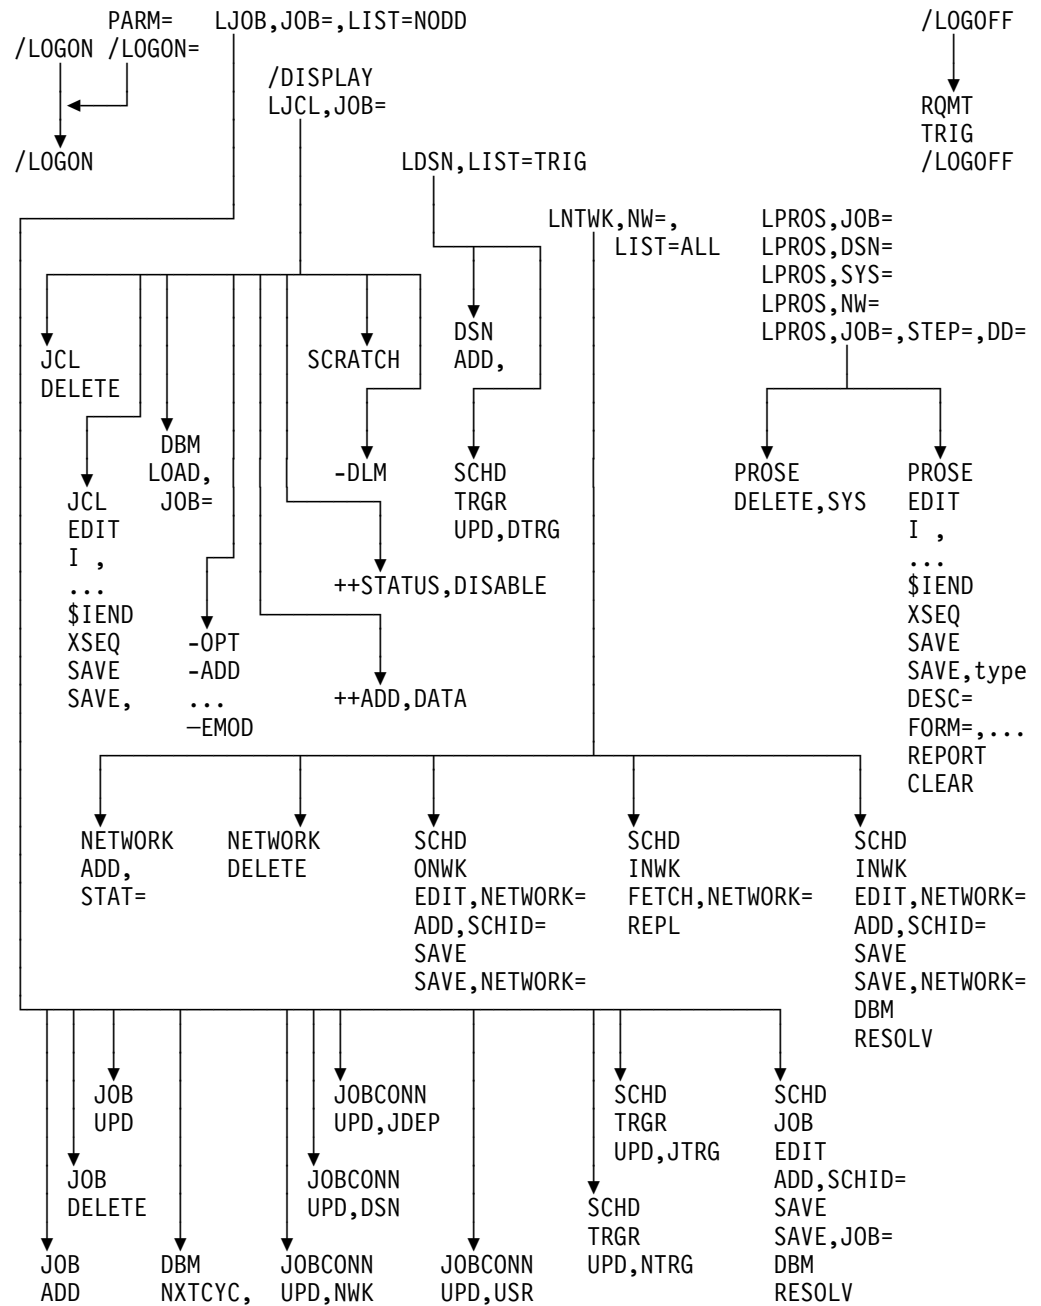 PARM= LJOB,JOB=,LIST=NODD /LOGOFF
/LOGON /LOGON=
/DISPLAY
LJCL,JOB= RQMT
TRIG
/LOGON LDSN,LIST=TRIG /LOGOFF
LNTWK,NW=, LPROS,JOB=
LIST=ALL LPROS,DSN=
LPROS,SYS=
LPROS,NW=
DSN LPROS,JOB=,STEP=,DD=
JCL SCRATCH ADD,
DELETE
DBM
LOAD, -DLM SCHD PROSE PROSE
JCL JOB= TRGR DELETE,SYS EDIT
EDIT UPD,DTRG I ,
I , ...
... ++STATUS,DISABLE $IEND
$IEND XSEQ
XSEQ -OPT SAVE
SAVE -ADD SAVE,type
SAVE, ... ++ADD,DATA DESC=
—EMOD FORM=,...
REPORT
CLEAR
NETWORK NETWORK SCHD SCHD SCHD
ADD, DELETE ONWK INWK INWK
STAT= EDIT,NETWORK= FETCH,NETWORK= EDIT,NETWORK=
ADD,SCHID= REPL ADD,SCHID=
SAVE SAVE
SAVE,NETWORK= SAVE,NETWORK=
DBM
RESOLV
JOB JOBCONN SCHD SCHD
UPD UPD,JDEP TRGR JOB
UPD,JTRG EDIT
JOB JOBCONN ADD,SCHID=
DELETE UPD,DSN SCHD SAVE
TRGR SAVE,JOB=
JOB DBM JOBCONN JOBCONN UPD,NTRG DBM
ADD NXTCYC, UPD,NWK UPD,USR RESOLV